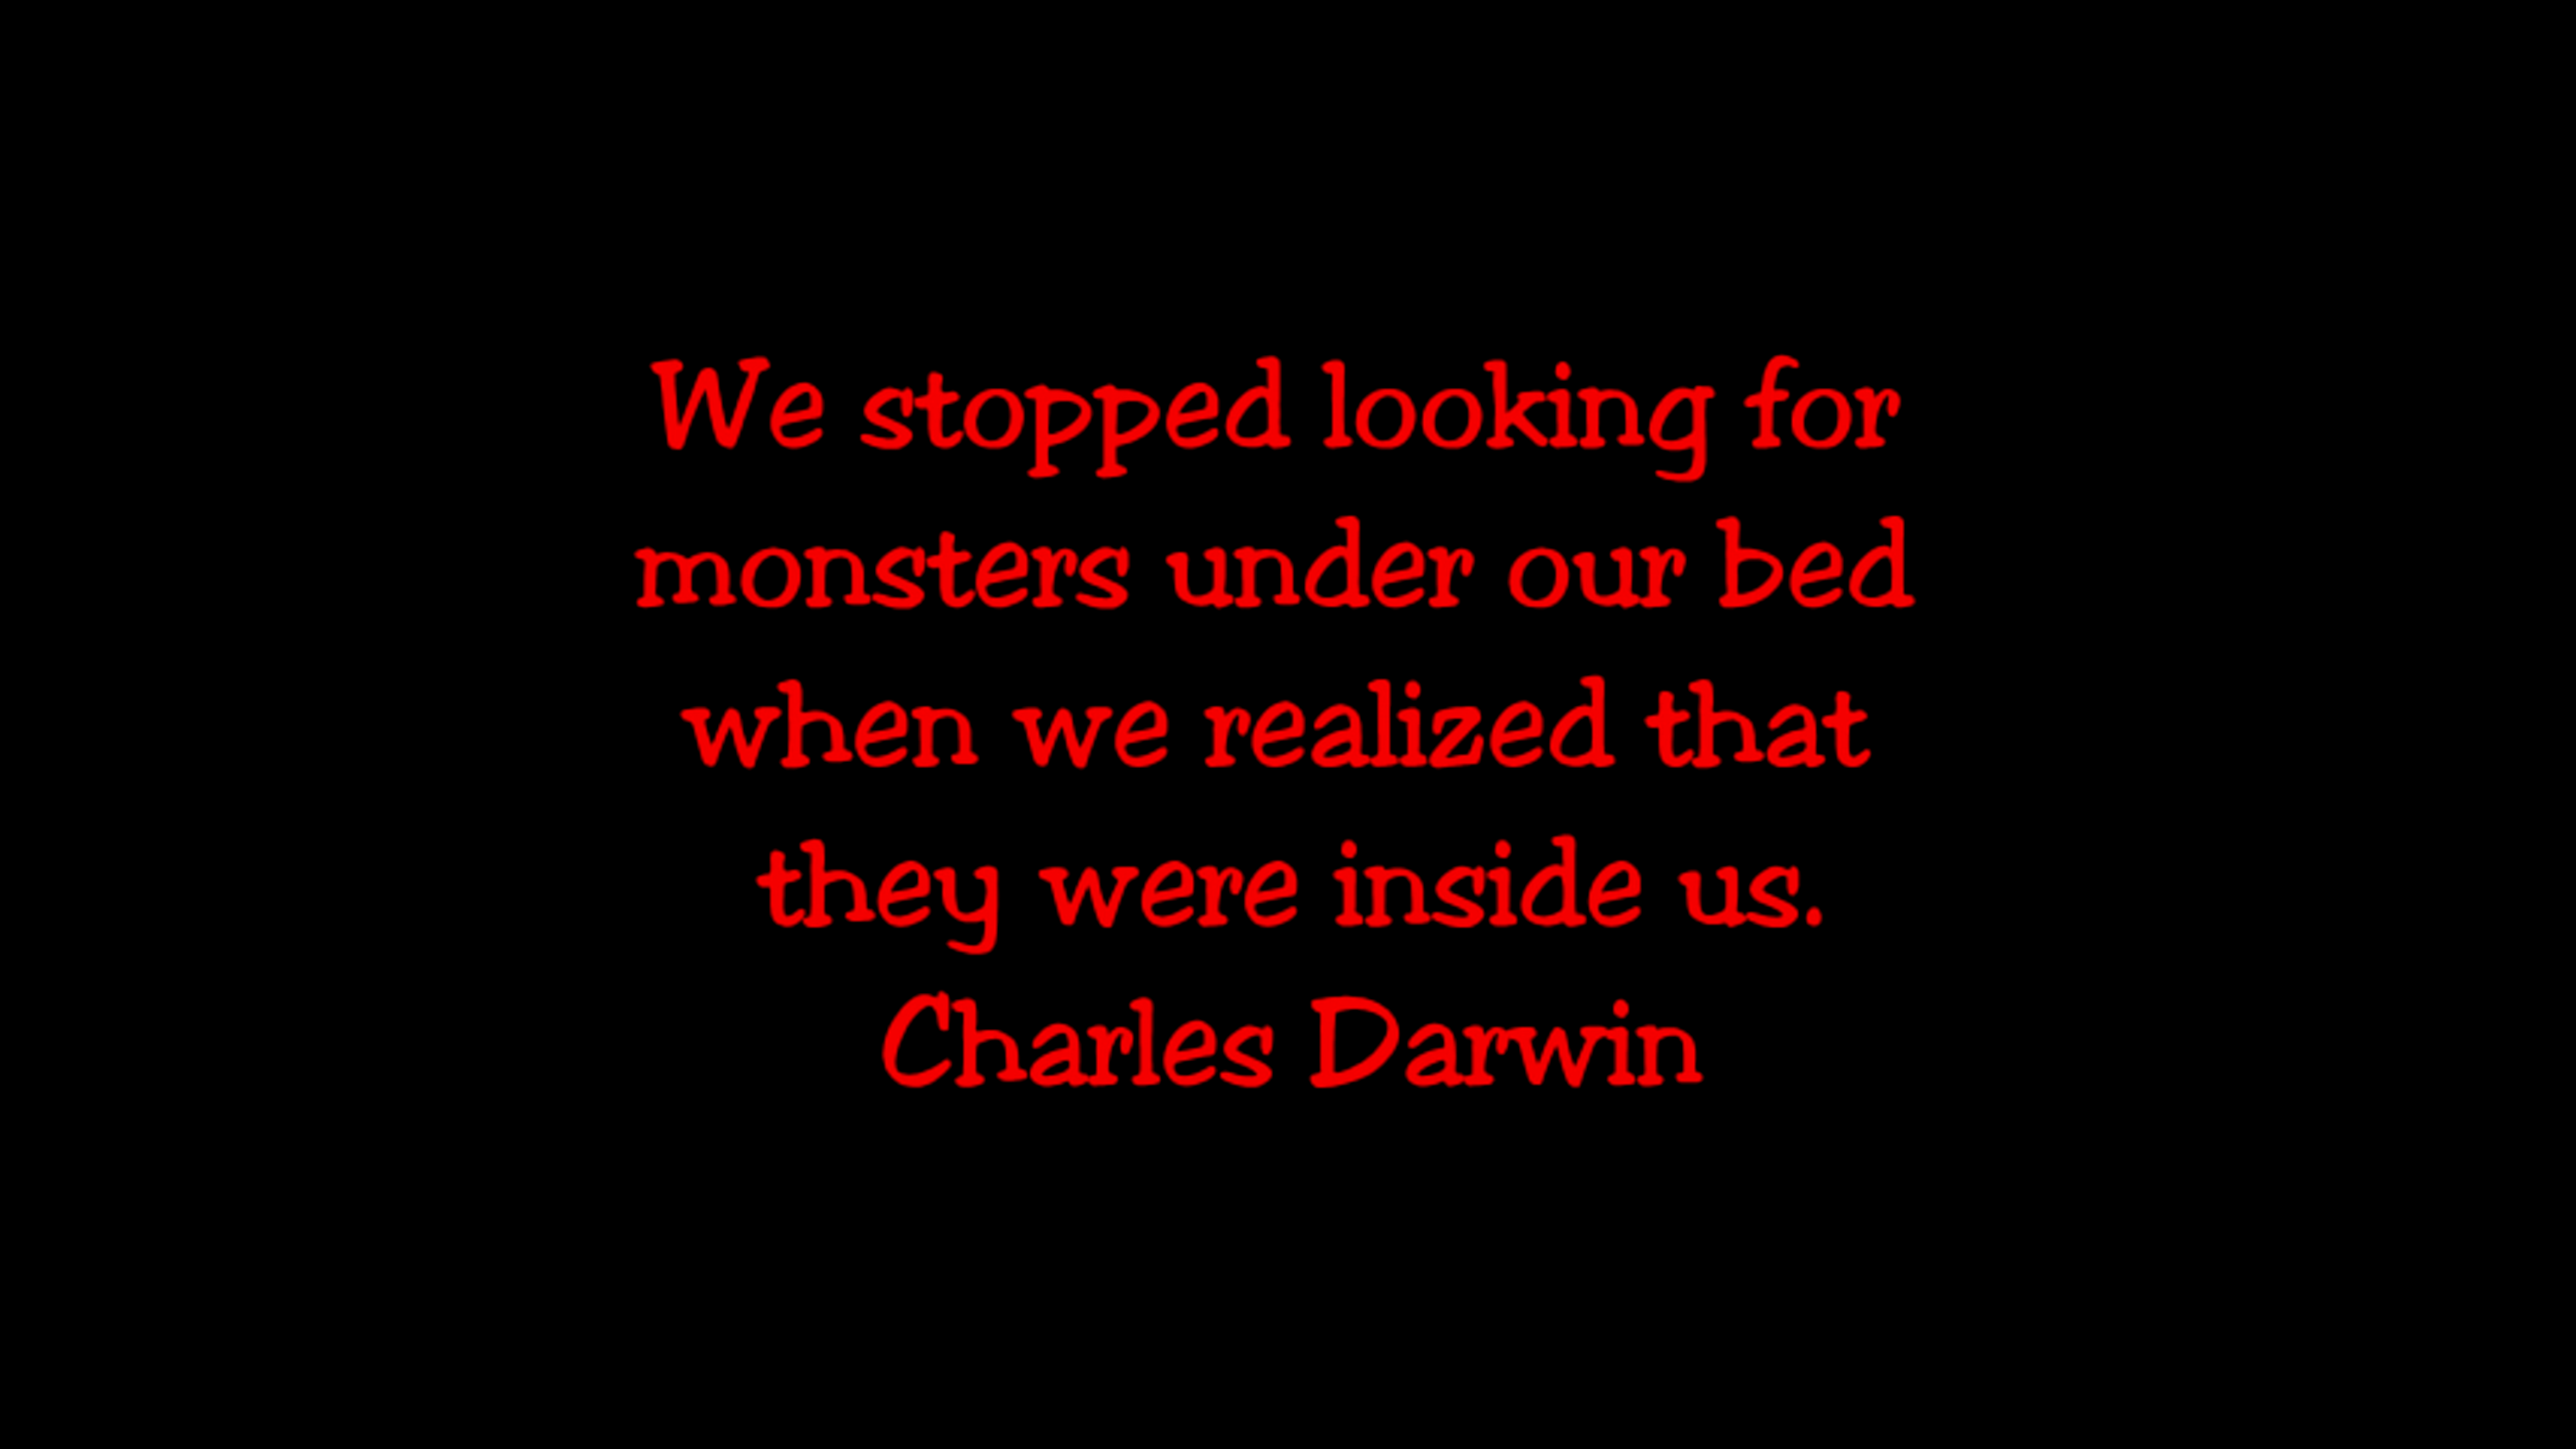 We stopped looking for
monsters under our bed
when we realized that
they were inside us.
Charles Darwin